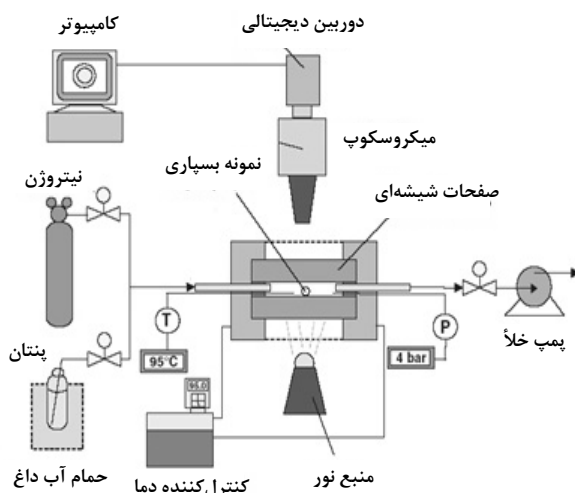 کامپیوتر
دوربین دیجیتالی
میکروسکوپ
نمونه بسپاری
صفحات شیشه‌ای
نیتروژن
پنتان
حمام آب داغ
T
95°C
95.0
P
4 bar
پمپ خلأ
کنترل‌کننده دما
منبع نور